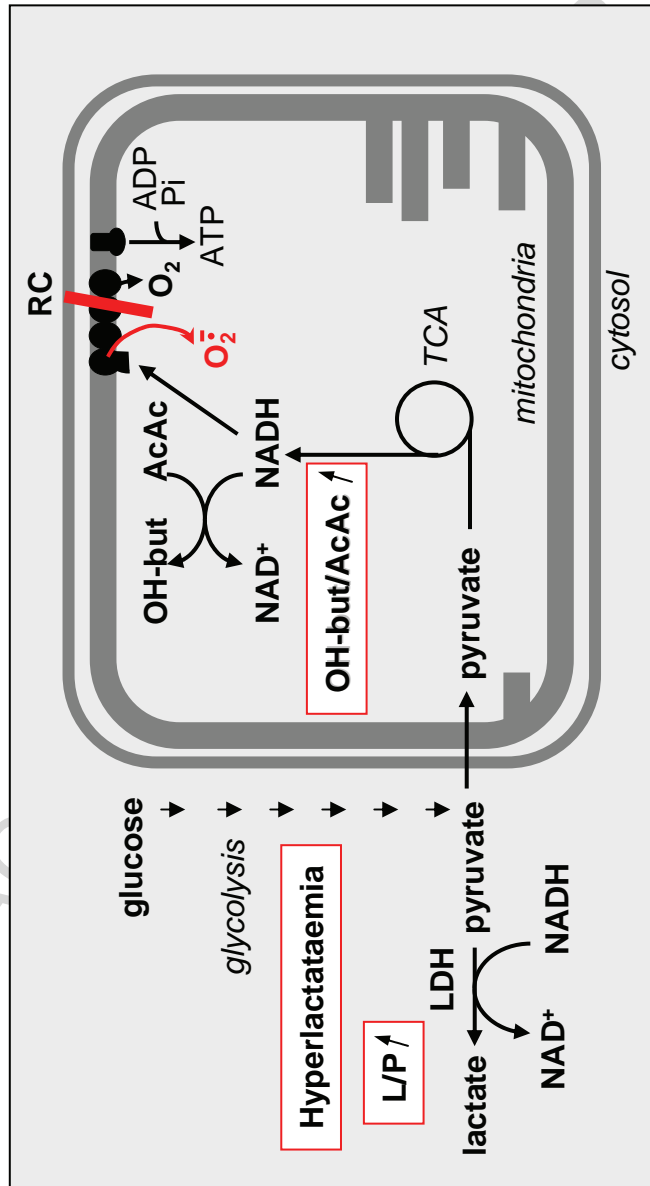 RC
ADP
Pi
ATP
O₂
O₂•̄
AcAc
OH-but
NADH
NAD⁺
OH-but/AcAc
TCA
mitochondria
cytosol
glucose
glycolysis
pyruvate
pyruvate
Hyperlactataemia
L/P
LDH
lactate
NADH
NAD⁺